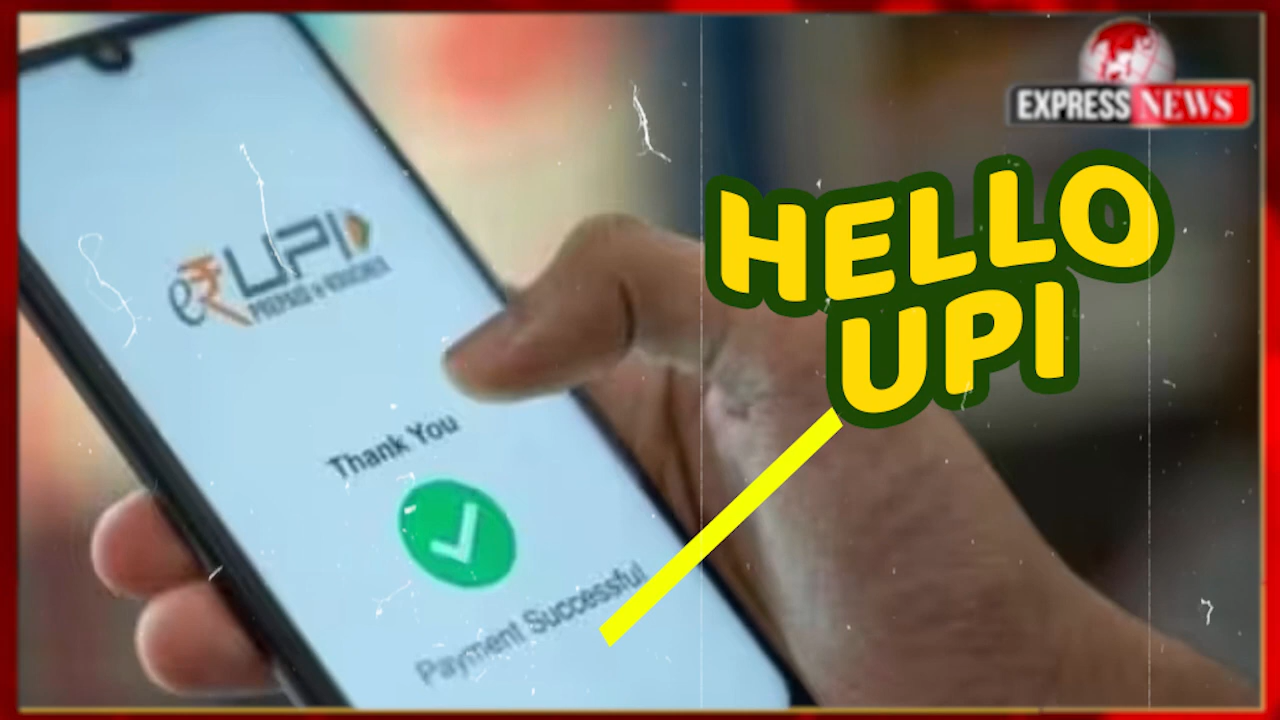 EXPRESS NEWS
HELLO
UPI
e₹UPI
PREPAID e-VOUCHER
Thank You
Payment Successful